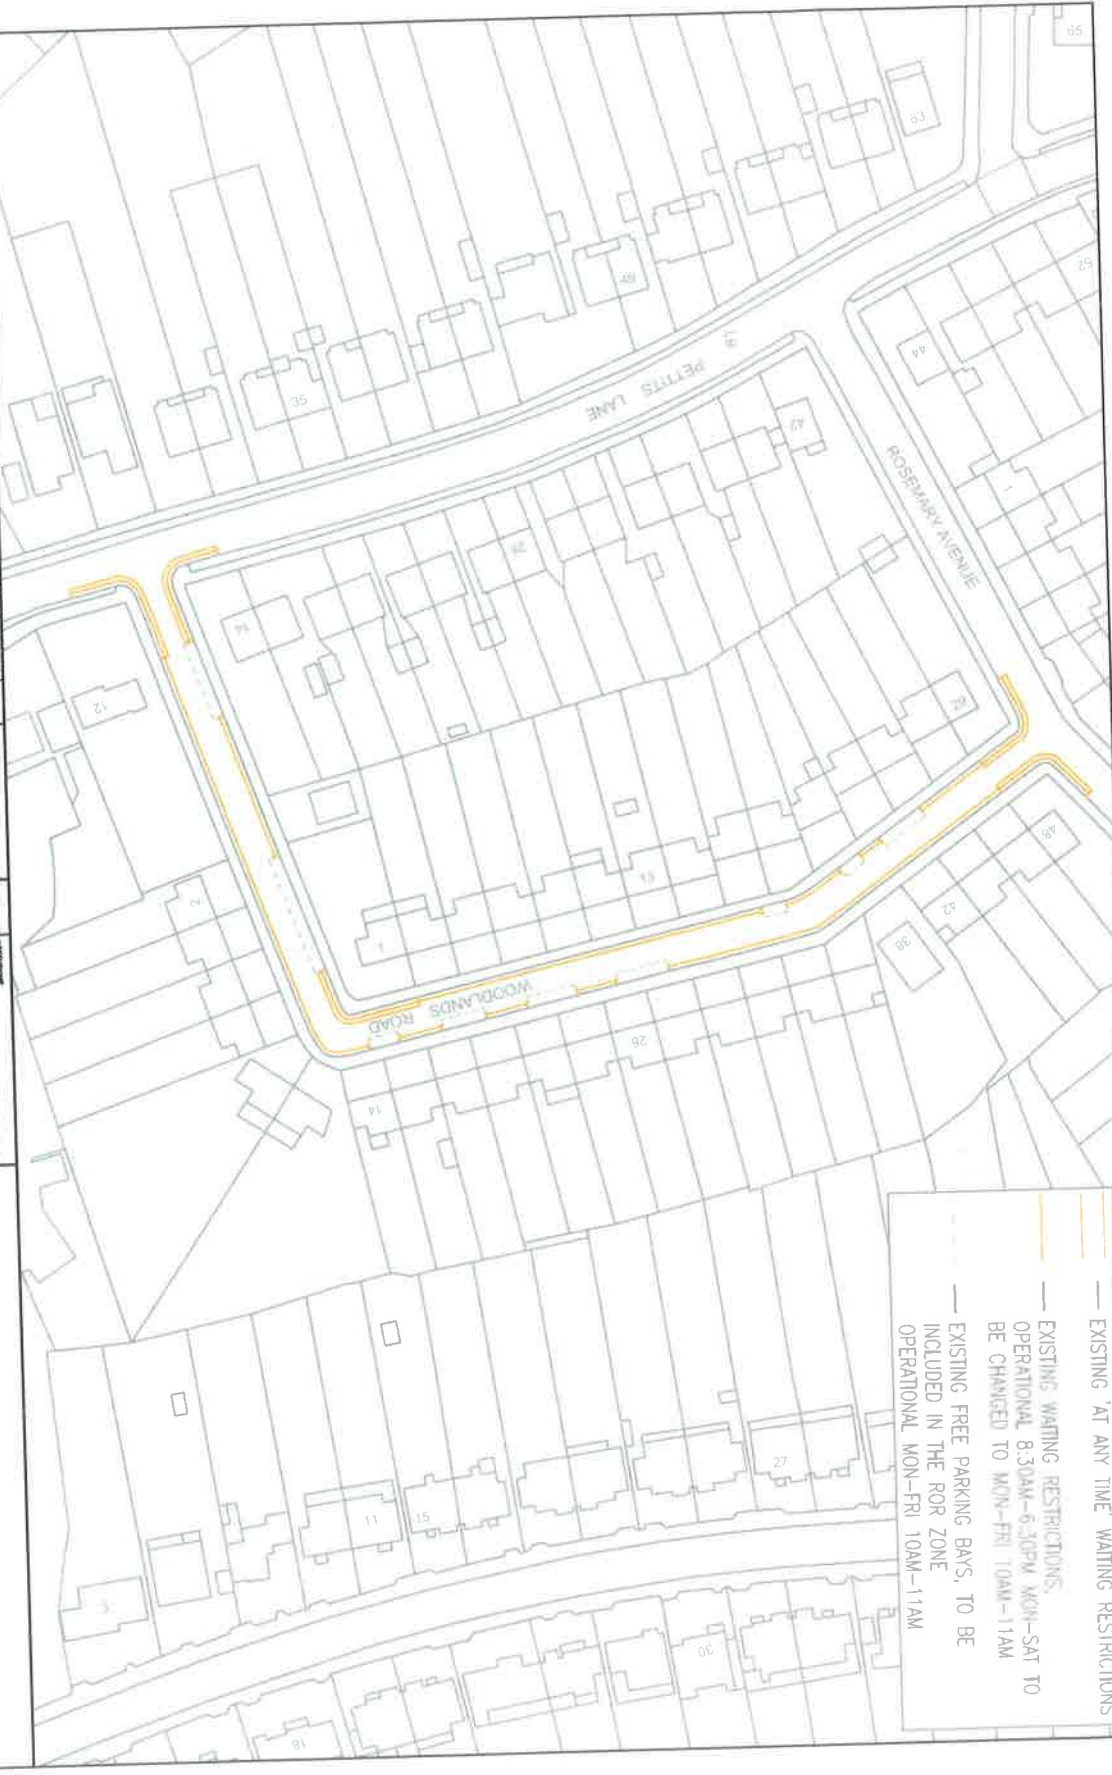 EXISTING 'AT ANY TIME' WAITING RESTRICTIONS
EXISTING WAITING RESTRICTIONS,
OPERATIONAL 8:30AM-6:30PM MON-SAT TO
BE CHANGED TO MON-FRI 10AM-11AM
EXISTING FREE PARKING BAYS, TO BE
INCLUDED IN THE ROR ZONE
OPERATIONAL MON-FRI 10AM-11AM
PETTITS LANE
ROSEMARY AVENUE
WOODLANDS ROAD
65
63
52
49
44
42
35
1
14
12
29
48
42
38
2
1
26
14
27
15
11
30
18